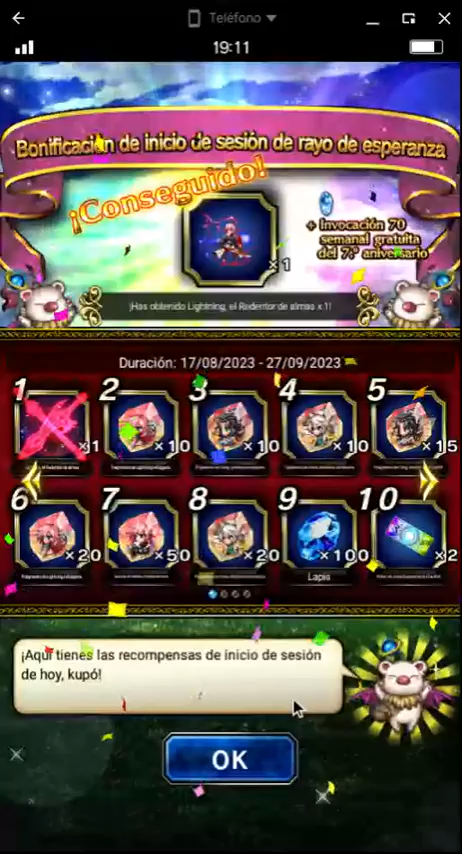 Teléfono
19:11
Bonificación de inicio de sesión de rayo de esperanza
¡Conseguido!
×1
+ Invocación 70
semanal gratuita
del 7.º aniversario
¡Has obtenido Lightning, el Redentor de almas x 1!
Duración: 17/08/2023 - 27/09/2023
1 2 3 4 5
×1 ×10 ×10 ×10 ×15
6 7 8 9 10
×20 ×50 ×20 ×100 ×2
Lapis
¡Aquí tienes las recompensas de inicio de sesión
de hoy, kupó!
OK